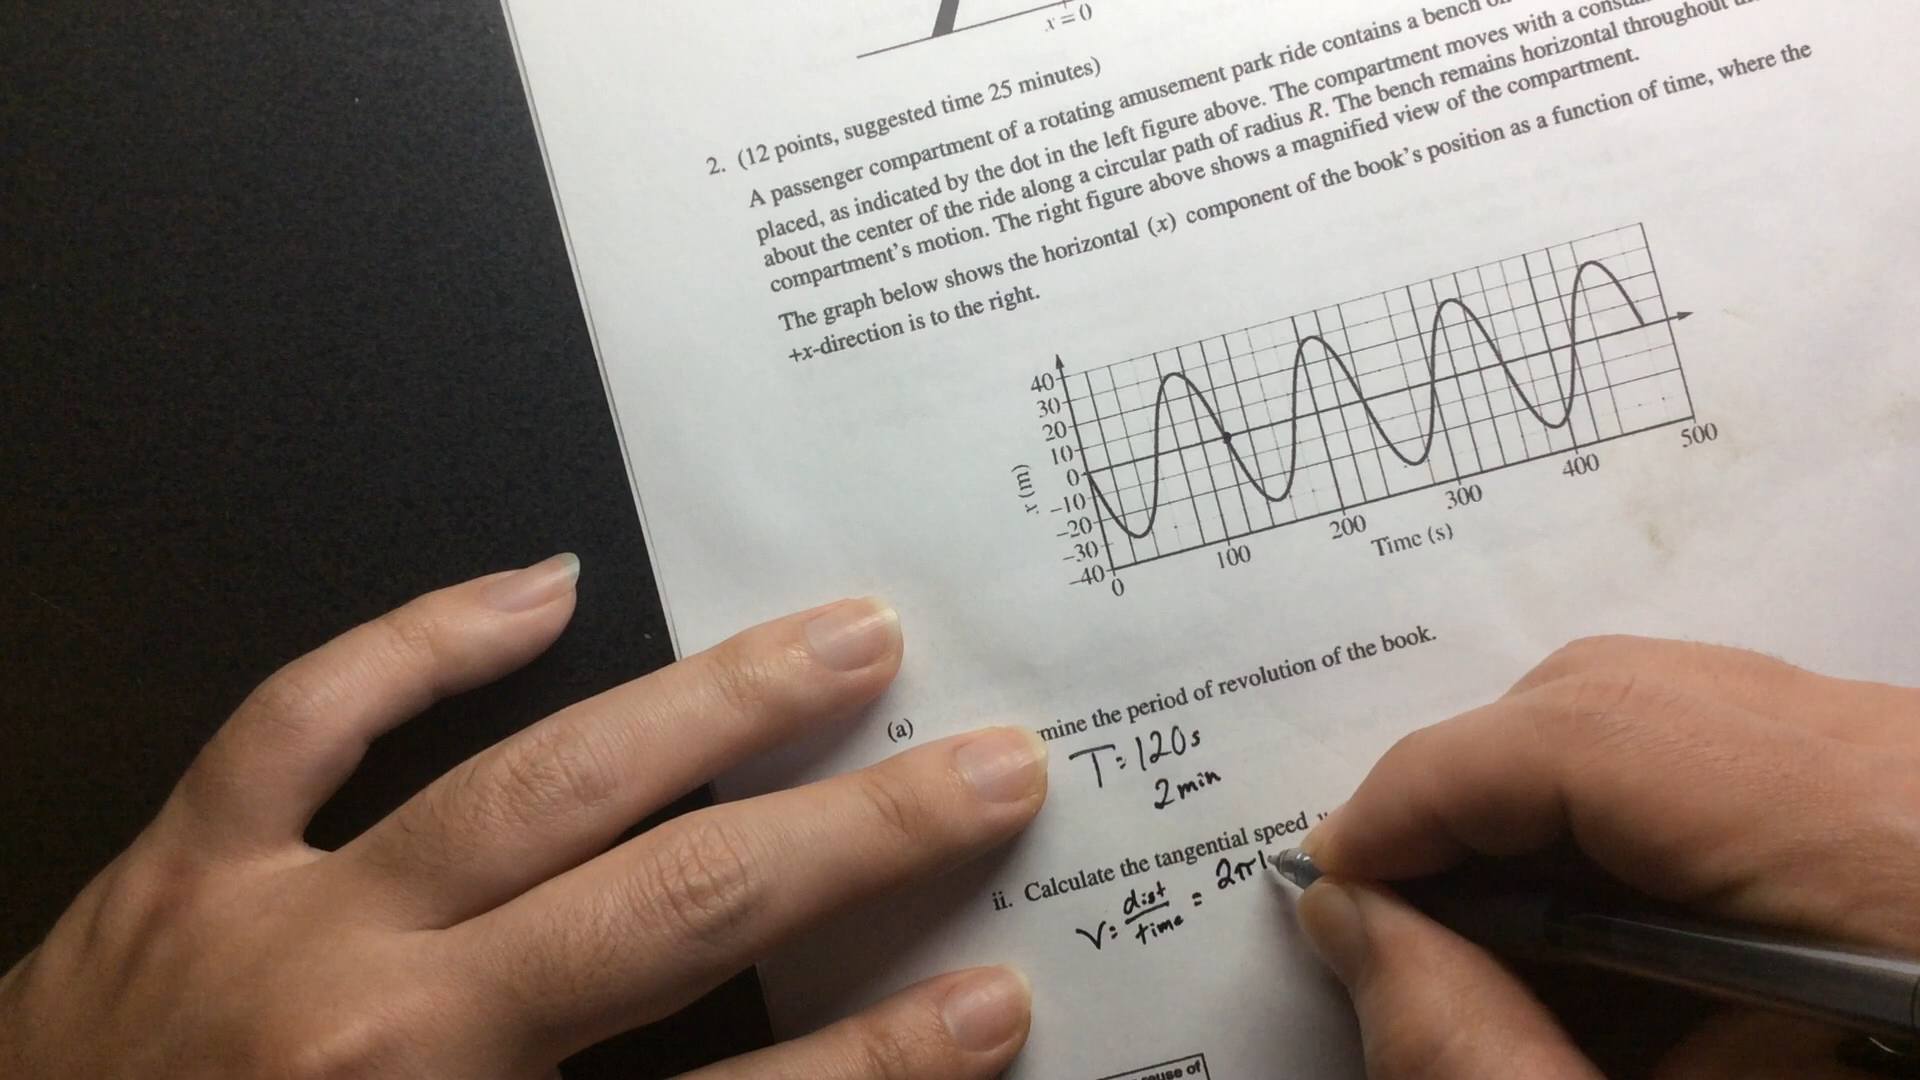 x = 0
2. (12 points, suggested time 25 minutes)
A passenger compartment of a rotating amusement park ride contains a bench
placed, as indicated by the dot in the left figure above. The compartment moves with a
about the center of the ride along a circular path of radius R. The bench remains horizontal throughout
compartment's motion. The right figure above shows a magnified view of the compartment.
The graph below shows the horizontal (x) component of the book's position as a function of time, where the
+x-direction is to the right.
40
30
20
10
0
-10
-20
-30
-40
x (m)
0
100
200
300
400
500
Time (s)
(a)
mine the period of revolution of the book.
T = 120s
2 min
ii. Calculate the tangential speed
V = dist
time
= 2π
of